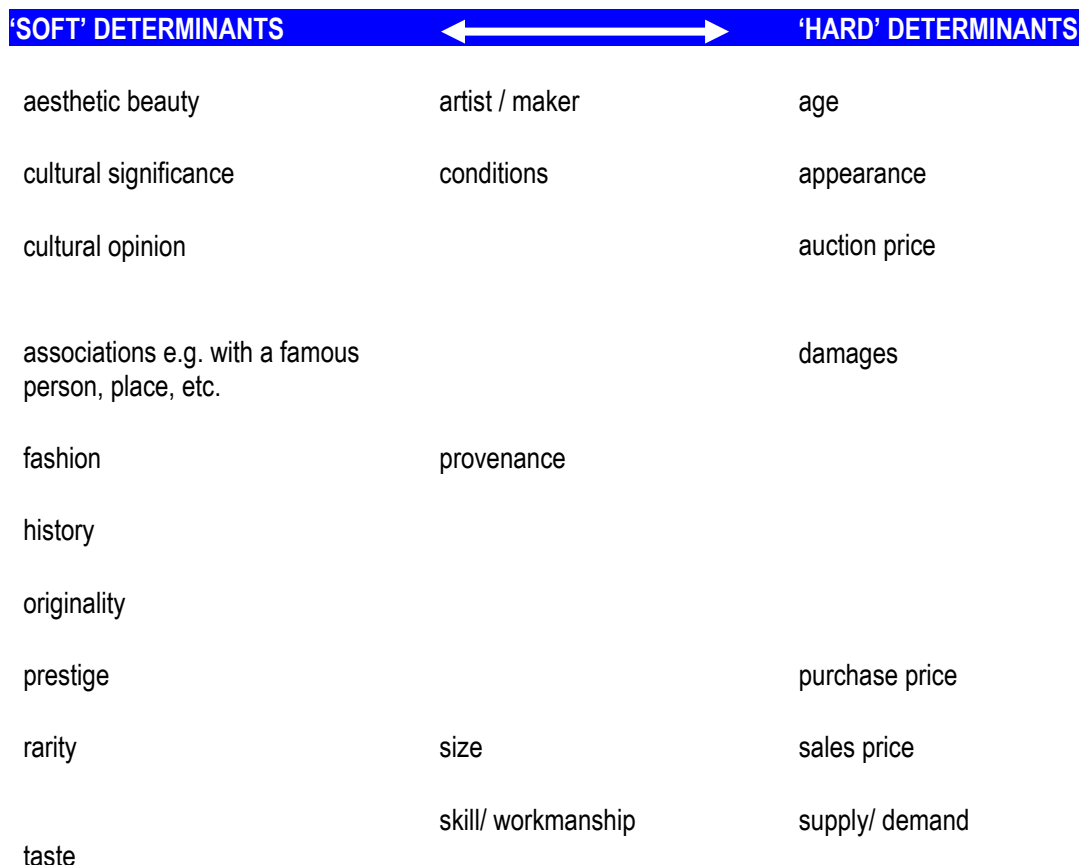 ‘SOFT’ DETERMINANTS ‘HARD’ DETERMINANTS
aesthetic beauty artist / maker age
cultural significance conditions appearance
cultural opinion auction price
associations e.g. with a famous damages
person, place, etc.
fashion provenance
history
originality
prestige purchase price
rarity size sales price
skill/ workmanship supply/ demand
taste